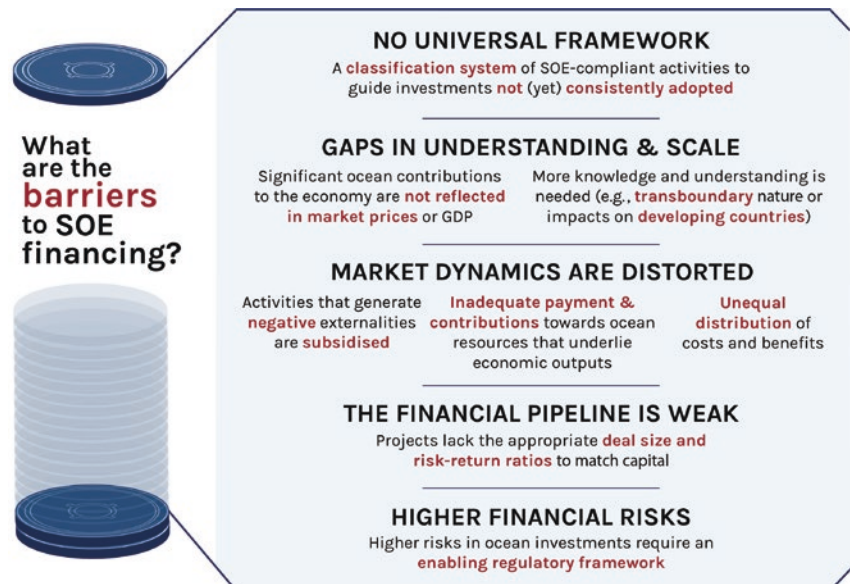 What
are the
barriers
to SOE
financing?
NO UNIVERSAL FRAMEWORK
A classification system of SOE-compliant activities to
guide investments not (yet) consistently adopted
GAPS IN UNDERSTANDING & SCALE
Significant ocean contributions
to the economy are not reflected
in market prices or GDP
More knowledge and understanding is
needed (e.g., transboundary nature or
impacts on developing countries)
MARKET DYNAMICS ARE DISTORTED
Activities that generate
negative externalities
are subsidised
Inadequate payment &
contributions towards ocean
resources that underlie
economic outputs
Unequal
distribution of
costs and benefits
THE FINANCIAL PIPELINE IS WEAK
Projects lack the appropriate deal size and
risk-return ratios to match capital
HIGHER FINANCIAL RISKS
Higher risks in ocean investments require an
enabling regulatory framework